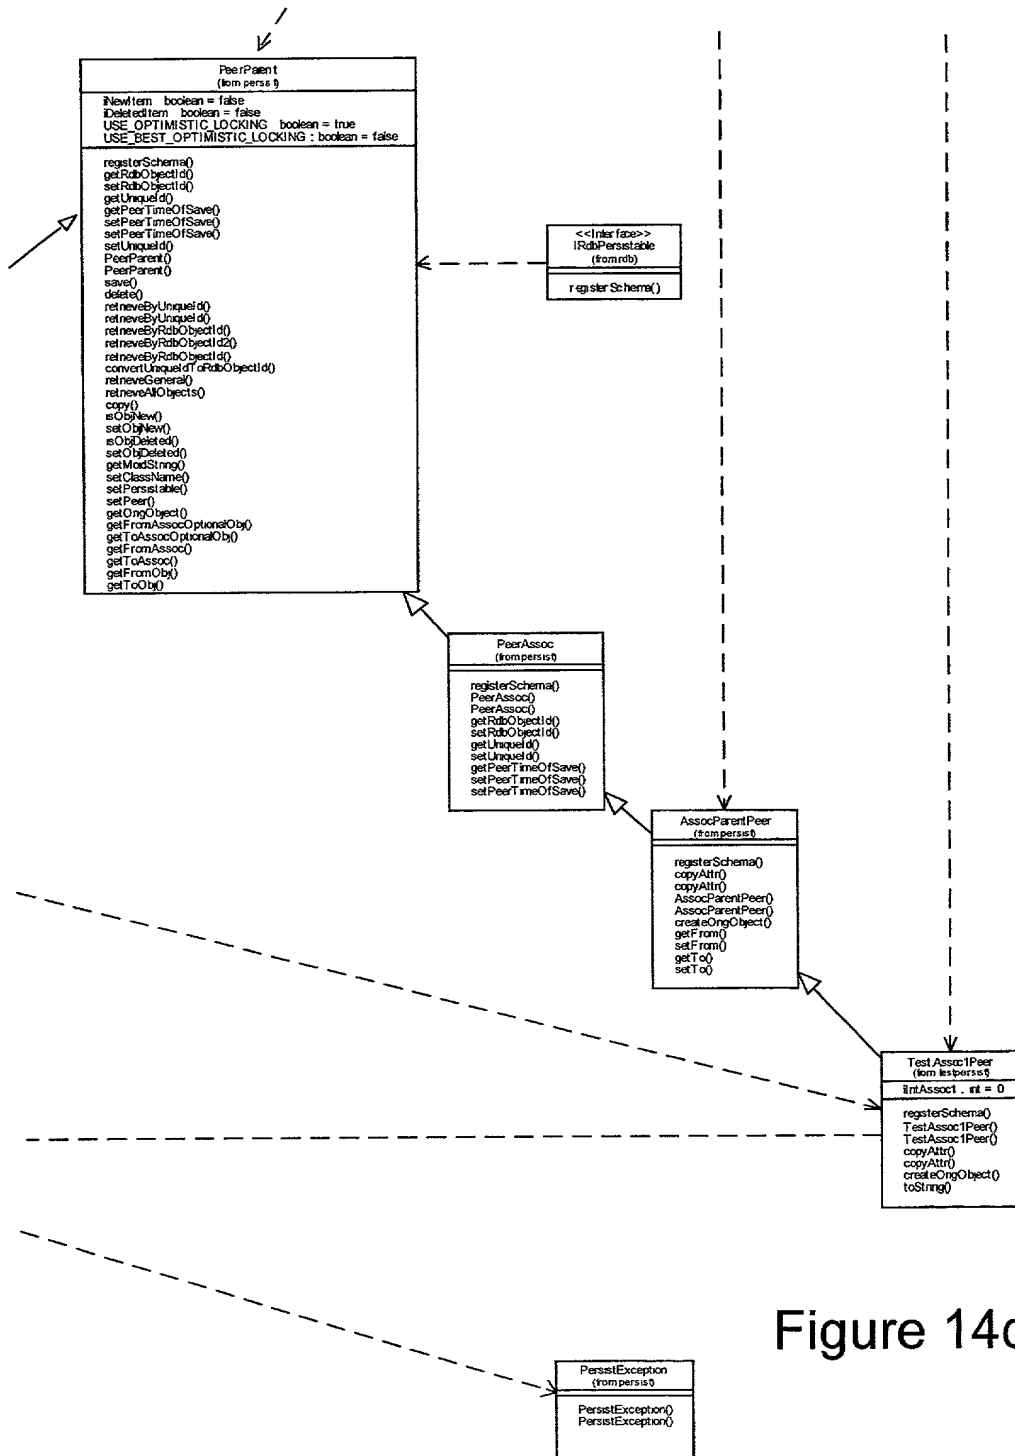 PeerParent
(from persist)
iNewItem boolean = false
iDeletedItem boolean = false
USE_OPTIMISTIC_LOCKING boolean = true
USE_BEST_OPTIMISTIC_LOCKING : boolean = false
registerSchema()
getRdbObjectId()
setRdbObjectId()
getUniqueId()
getPeerTimeOfSave()
setPeerTimeOfSave()
setPeerTimeOfSave()
setUniqueId()
PeerParent()
PeerParent()
save()
delete()
retrieveByUniqueId()
retrieveByUniqueId()
retrieveByRdbObjectId()
retrieveByRdbObjectId2()
retrieveByRdbObjectId()
convertUniqueIdToRdbObjectId()
retrieveGeneral()
retrieveAllObjects()
copy()
isObjNew()
setObjNew()
isObjDeleted()
setObjDeleted()
getModString()
setClassName()
setPersistable()
setPeer()
getOrigObject()
getFromAssocOptionalObj()
getToAssocOptionalObj()
getFromAssoc()
getToAssoc()
getFromObj()
getToObj()
<<Interface>>
IRdbPersistable
(from rdb)
registerSchema()
PeerAssoc
(from persist)
registerSchema()
PeerAssoc()
PeerAssoc()
getRdbObjectId()
setRdbObjectId()
getUniqueId()
setUniqueId()
getPeerTimeOfSave()
setPeerTimeOfSave()
setPeerTimeOfSave()
AssocParentPeer
(from persist)
registerSchema()
copyAttr()
copyAttr()
AssocParentPeer()
AssocParentPeer()
createOrigObject()
getFrom()
setFrom()
getTo()
setTo()
TestAssoc1Peer
(from testpersist)
iIntAssoc1 . int = 0
registerSchema()
TestAssoc1Peer()
TestAssoc1Peer()
copyAttr()
copyAttr()
createOrigObject()
toString()
Figure
PersistException
(from persist)
PersistException()
PersistException()